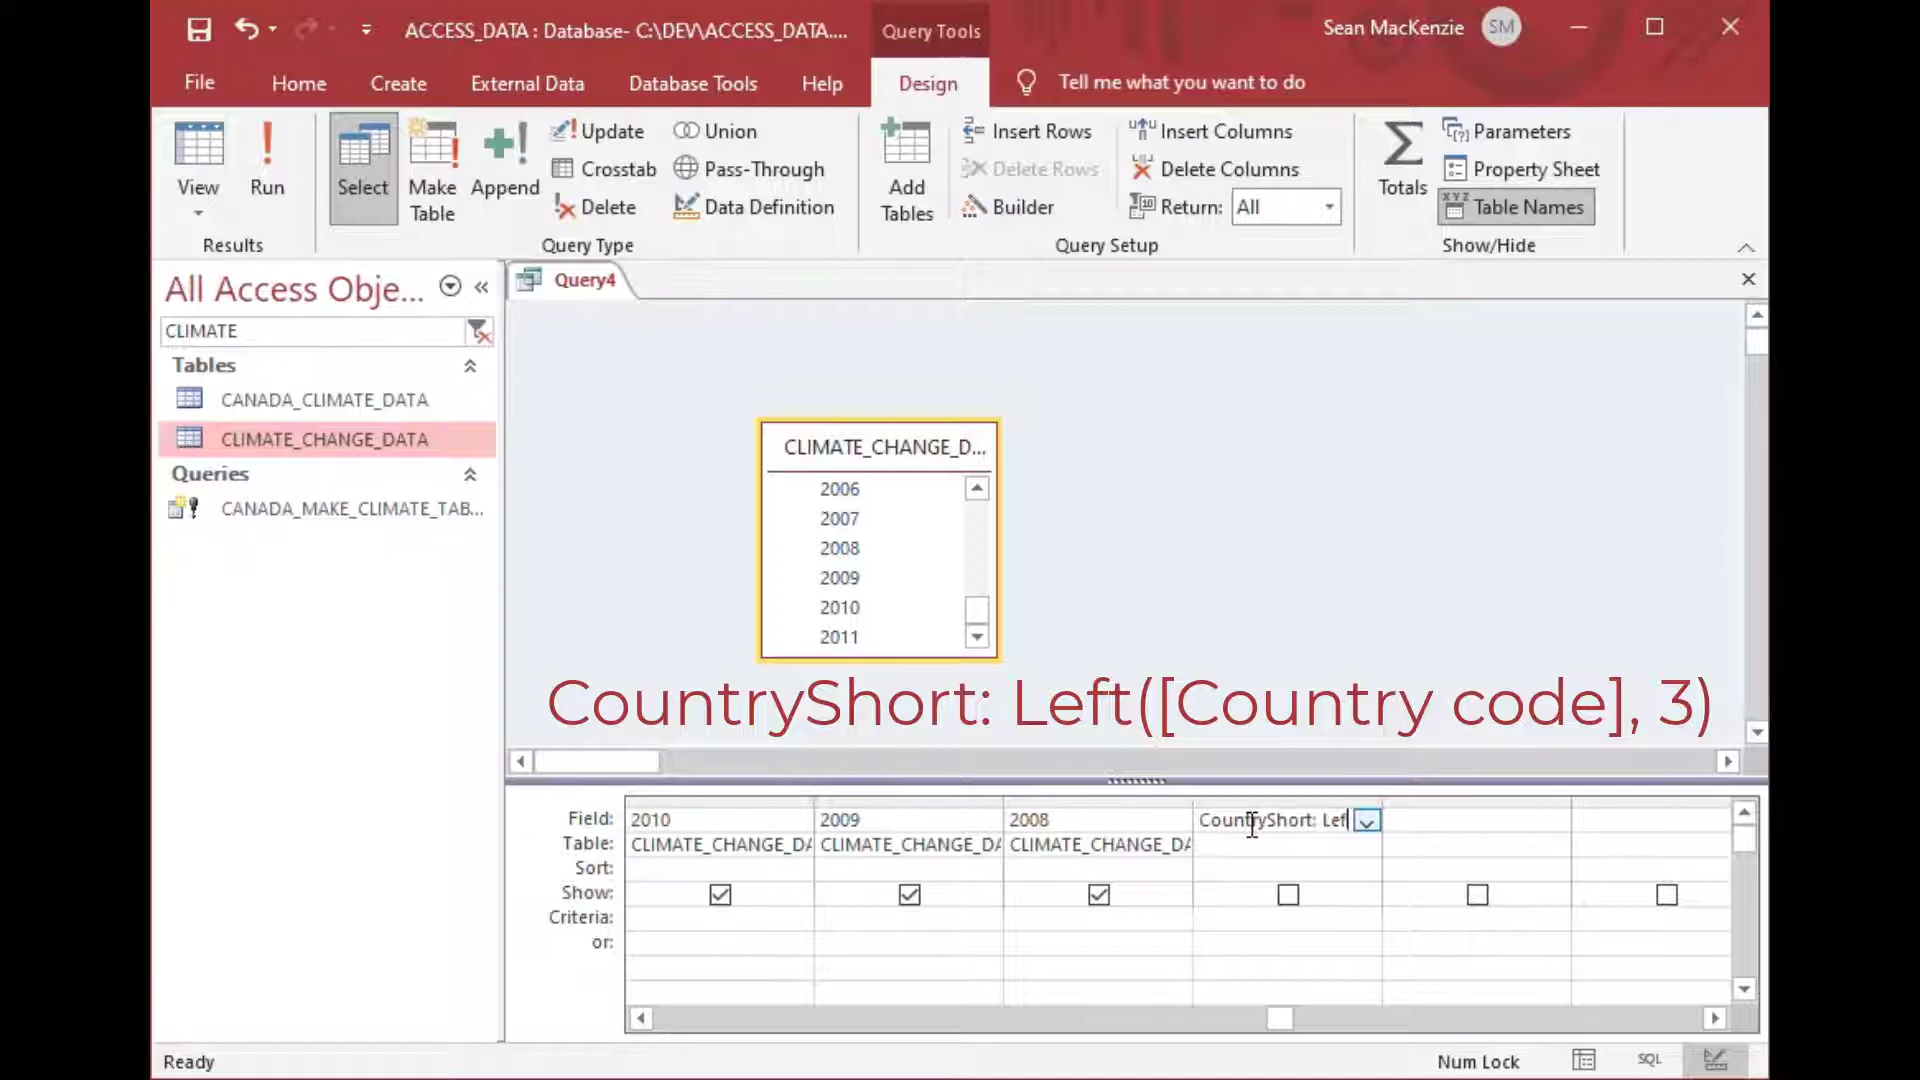 ACCESS_DATA : Database- C:\DEV\ACCESS_DATA....
Query Tools
Sean MacKenzie
SM
File
Home
Create
External Data
Database Tools
Help
Design
Tell me what you want to do
View
Run
Results
Select
Make
Table
Append
Update
Crosstab
Delete
Union
Pass-Through
Data Definition
Query Type
Add
Tables
Insert Rows
Delete Rows
Builder
Insert Columns
Delete Columns
Return: All
Query Setup
Totals
Parameters
Property Sheet
Table Names
Show/Hide
All Access Obje...
CLIMATE
Tables
CANADA_CLIMATE_DATA
CLIMATE_CHANGE_DATA
Queries
CANADA_MAKE_CLIMATE_TAB...
Query4
CLIMATE_CHANGE_D...
2006
2007
2008
2009
2010
2011
CountryShort: Left([Country code], 3)
Field: 2010 2009 2008 CountryShort: Lef
Table: CLIMATE_CHANGE_DA CLIMATE_CHANGE_DA CLIMATE_CHANGE_DA
Sort:
Show:
Criteria:
or:
Ready
Num Lock
SQL